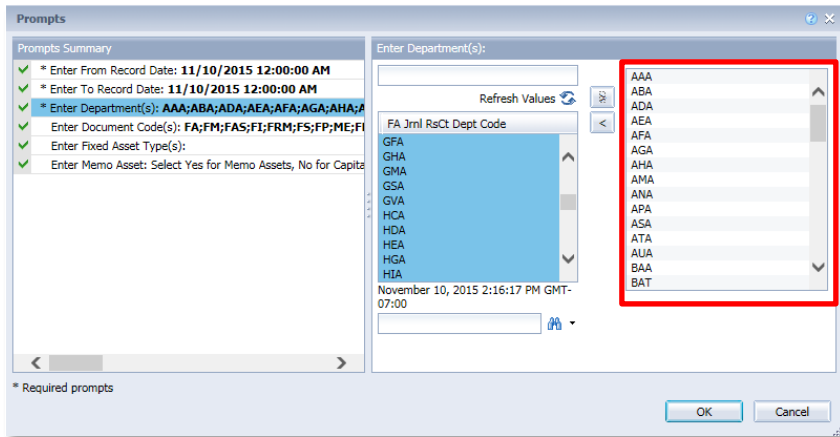 Prompts
Prompts Summary
* Enter From Record Date: 11/10/2015 12:00:00 AM
* Enter To Record Date: 11/10/2015 12:00:00 AM
* Enter Department(s): AAA;ABA;ADA;AEA;AFA;AGA;AHA;A
Enter Document Code(s): FA;FM;FAS;FI;FRM;FS;FP;ME;F
Enter Fixed Asset Type(s):
Enter Memo Asset: Select Yes for Memo Assets, No for Capita
* Required prompts
Enter Department(s):
Refresh Values
FA Jrnl RsCt Dept Code
GFA
GHA
GMA
GSA
GVA
HCA
HDA
HEA
HGA
HIA
November 10, 2015 2:16:17 PM GMT-
07:00
AAA
ABA
ADA
AEA
AFA
AGA
AHA
AMA
ANA
APA
ASA
ATA
AUA
BAA
BAT
OK
Cancel